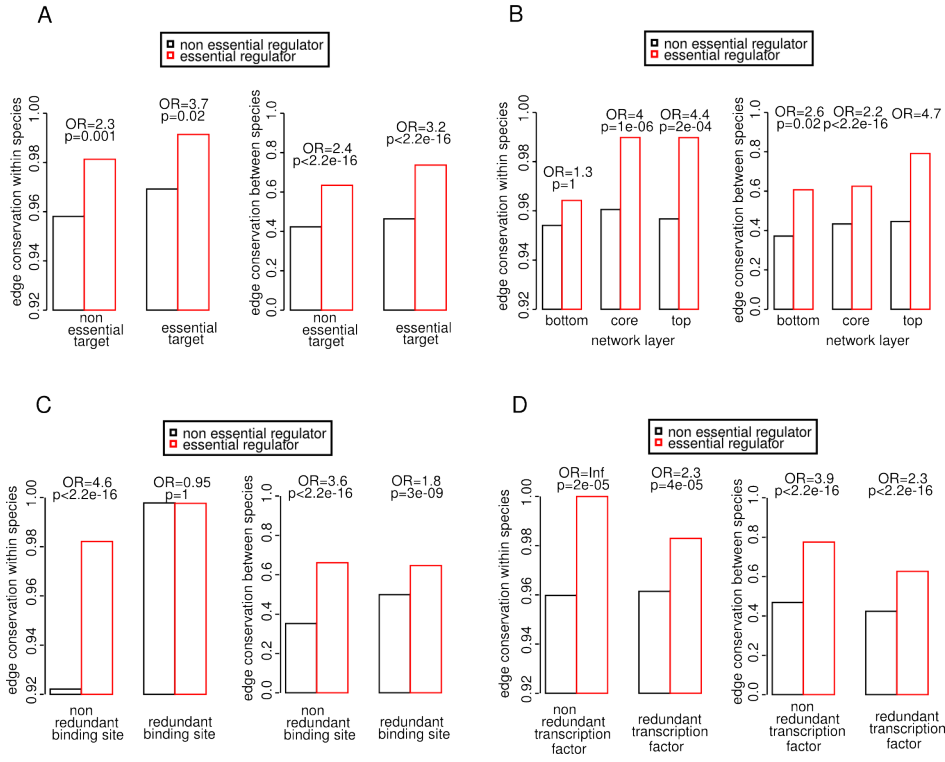 A
non essential regulator
essential regulator
edge conservation within species
0.92 0.94 0.96 0.98 1.00
OR=2.3
p=0.001
OR=3.7
p=0.02
non
essential
target
essential
target
edge conservation between species
0.0 0.2 0.4 0.6 0.8 1.0
OR=2.4
p<2.2e-16
OR=3.2
p<2.2e-16
non
essential
target
essential
target
B
non essential regulator
essential regulator
edge conservation within species
0.92 0.94 0.96 0.98 1.00
OR=1.3
p=1
OR=4
p=1e-06
OR=4.4
p=2e-04
bottom core top
network layer
edge conservation between species
0.0 0.2 0.4 0.6 0.8 1.0
OR=2.6
p=0.02
OR=2.2
p<2.2e-16
OR=4.7
bottom core top
network layer
C
non essential regulator
essential regulator
edge conservation within species
0.92 0.94 0.96 0.98 1.00
OR=4.6
p<2.2e-16
OR=0.95
p=1
non
redundant
binding site
redundant
binding site
edge conservation between species
0.0 0.2 0.4 0.6 0.8 1.0
OR=3.6
p<2.2e-16
OR=1.8
p=3e-09
non
redundant
binding site
redundant
binding site
D
non essential regulator
essential regulator
edge conservation within species
0.92 0.94 0.96 0.98 1.00
OR=Inf
p=2e-05
OR=2.3
p=4e-05
non
redundant
transcription
factor
redundant
transcription
factor
edge conservation between species
0.0 0.2 0.4 0.6 0.8 1.0
OR=3.9
p<2.2e-16
OR=2.3
p<2.2e-16
non
redundant
transcription
factor
redundant
transcription
factor